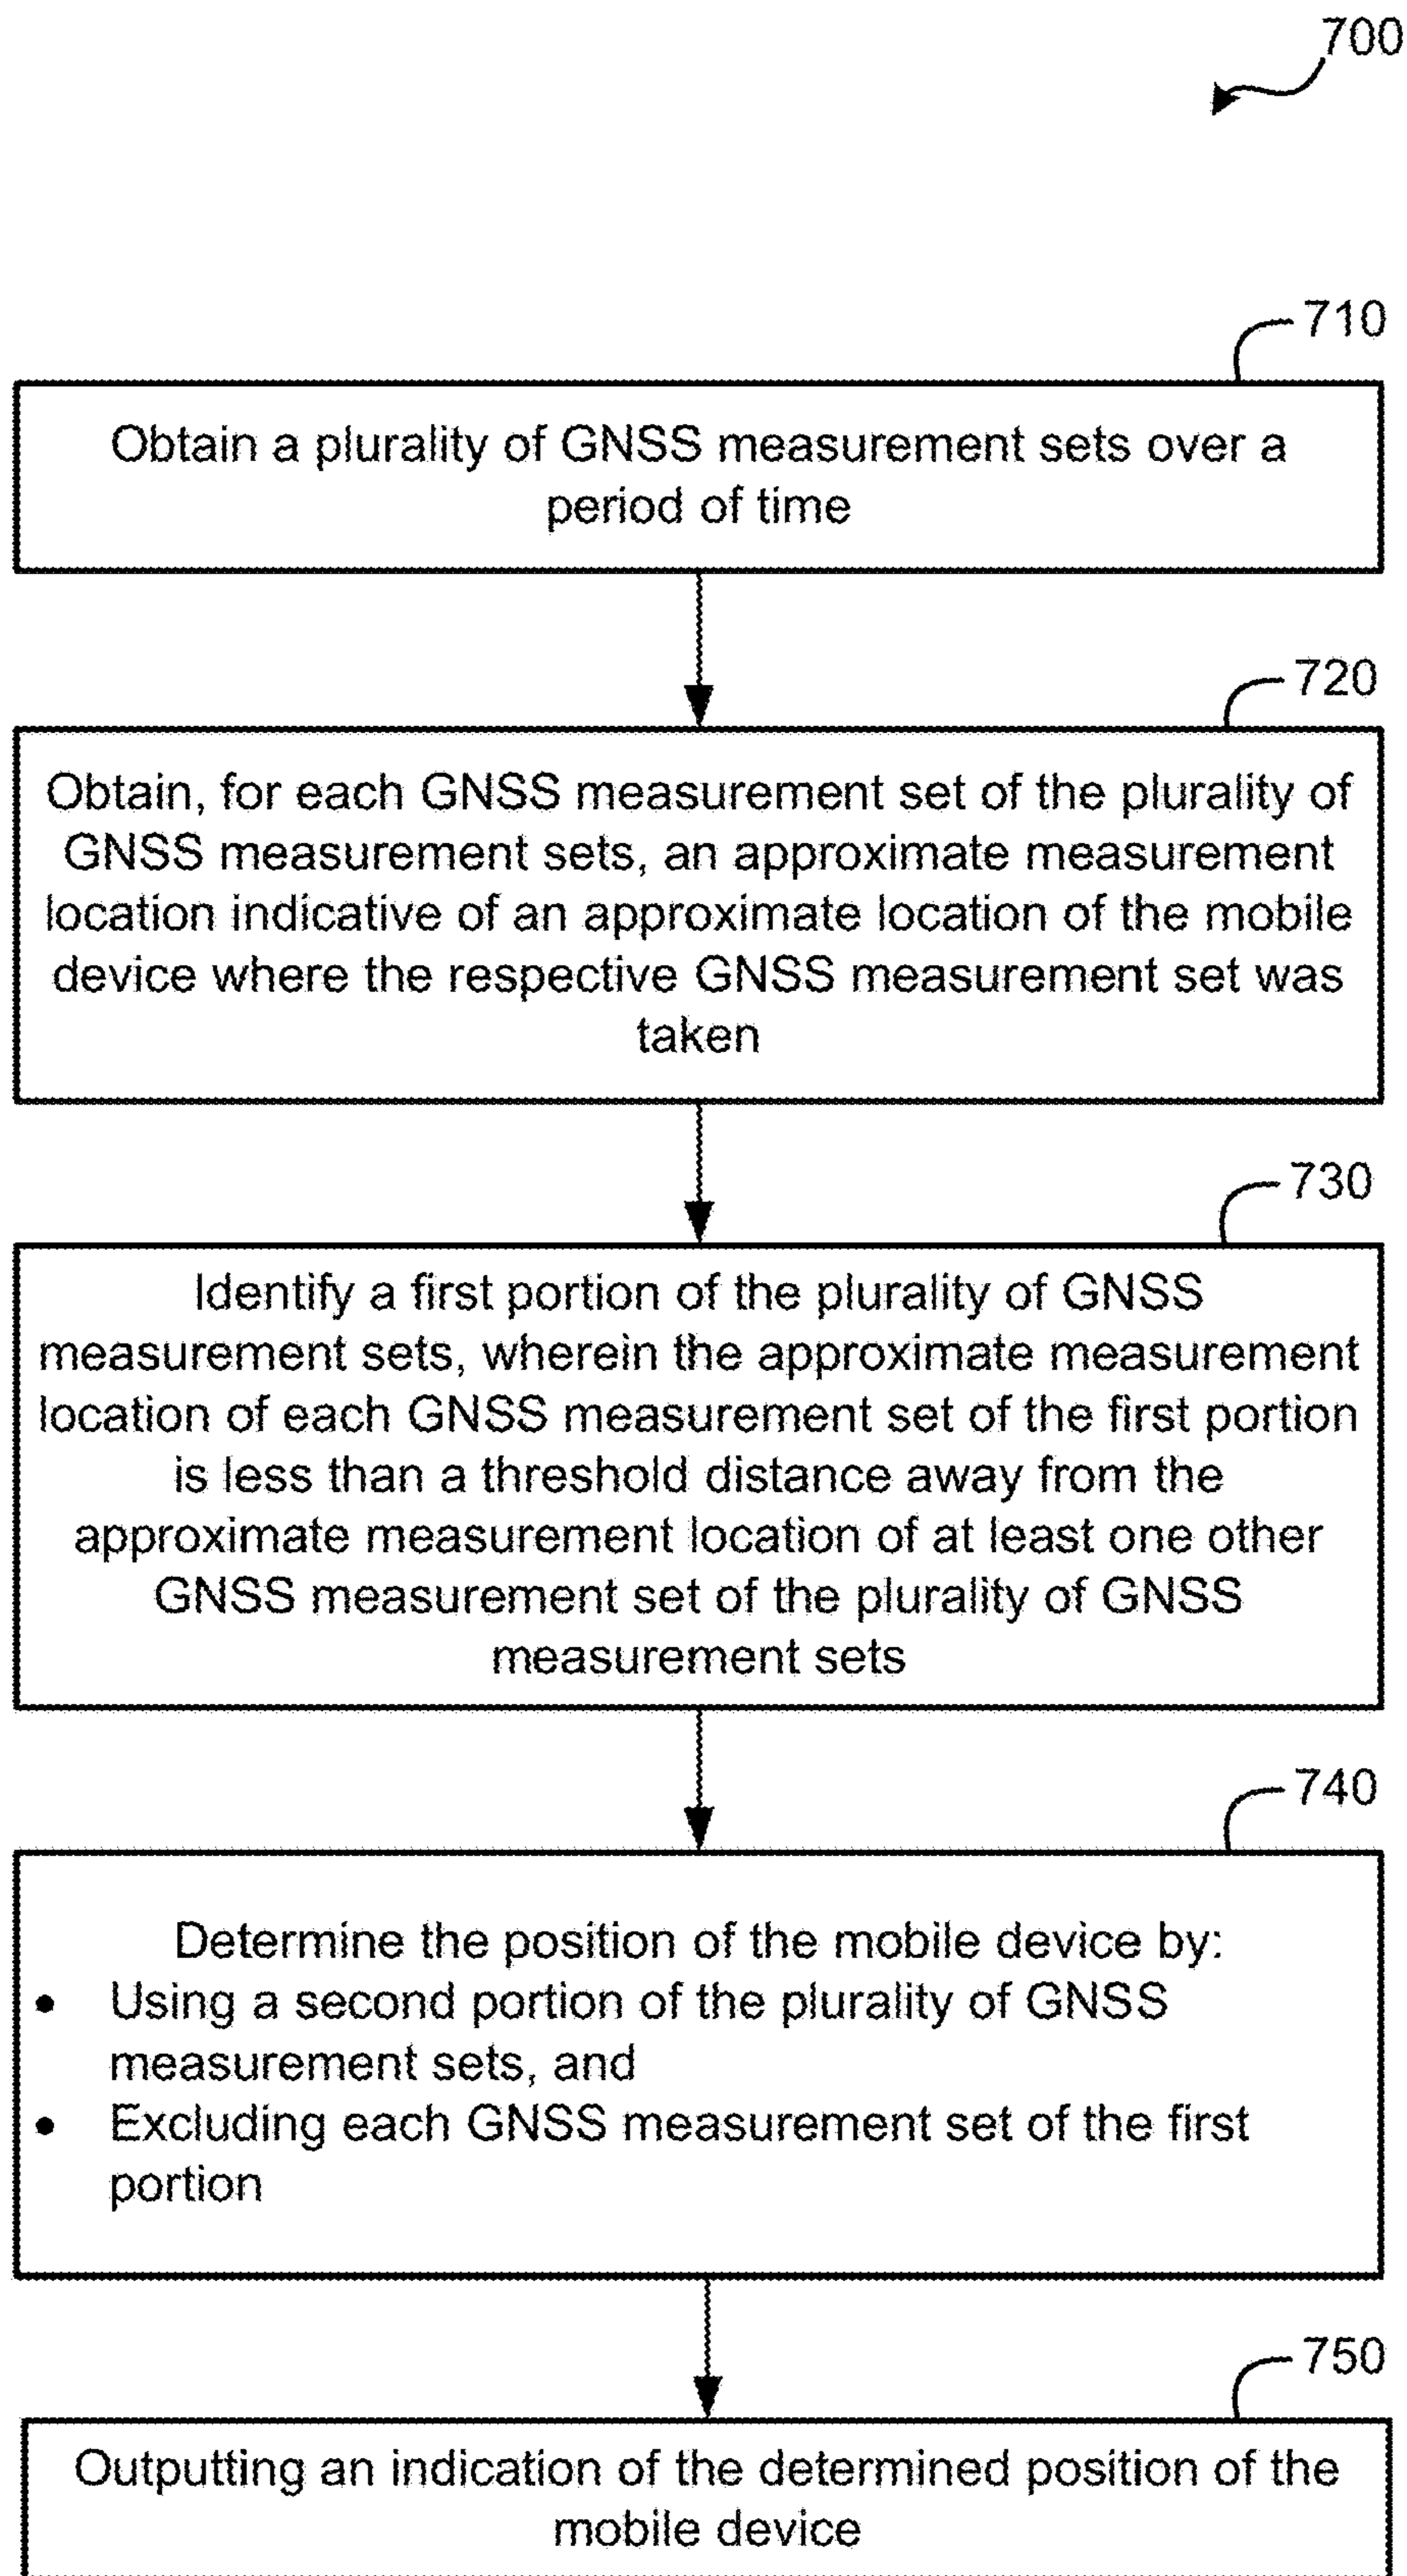 700
710
Obtain a plurality of GNSS measurement sets over a
period of time
720
Obtain, for each GNSS measurement set of the plurality of
GNSS measurement sets, an approximate measurement
location indicative of an approximate location of the mobile
device where the respective GNSS measurement set was
taken
730
Identify a first portion of the plurality of GNSS
measurement sets, wherein the approximate measurement
location of each GNSS measurement set of the first portion
is less than a threshold distance away from the
approximate measurement location of at least one other
GNSS measurement set of the plurality of GNSS
measurement sets
740
Determine the position of the mobile device by:
• Using a second portion of the plurality of GNSS
measurement sets, and
• Excluding each GNSS measurement set of the first
portion
750
Outputting an indication of the determined position of the
mobile device